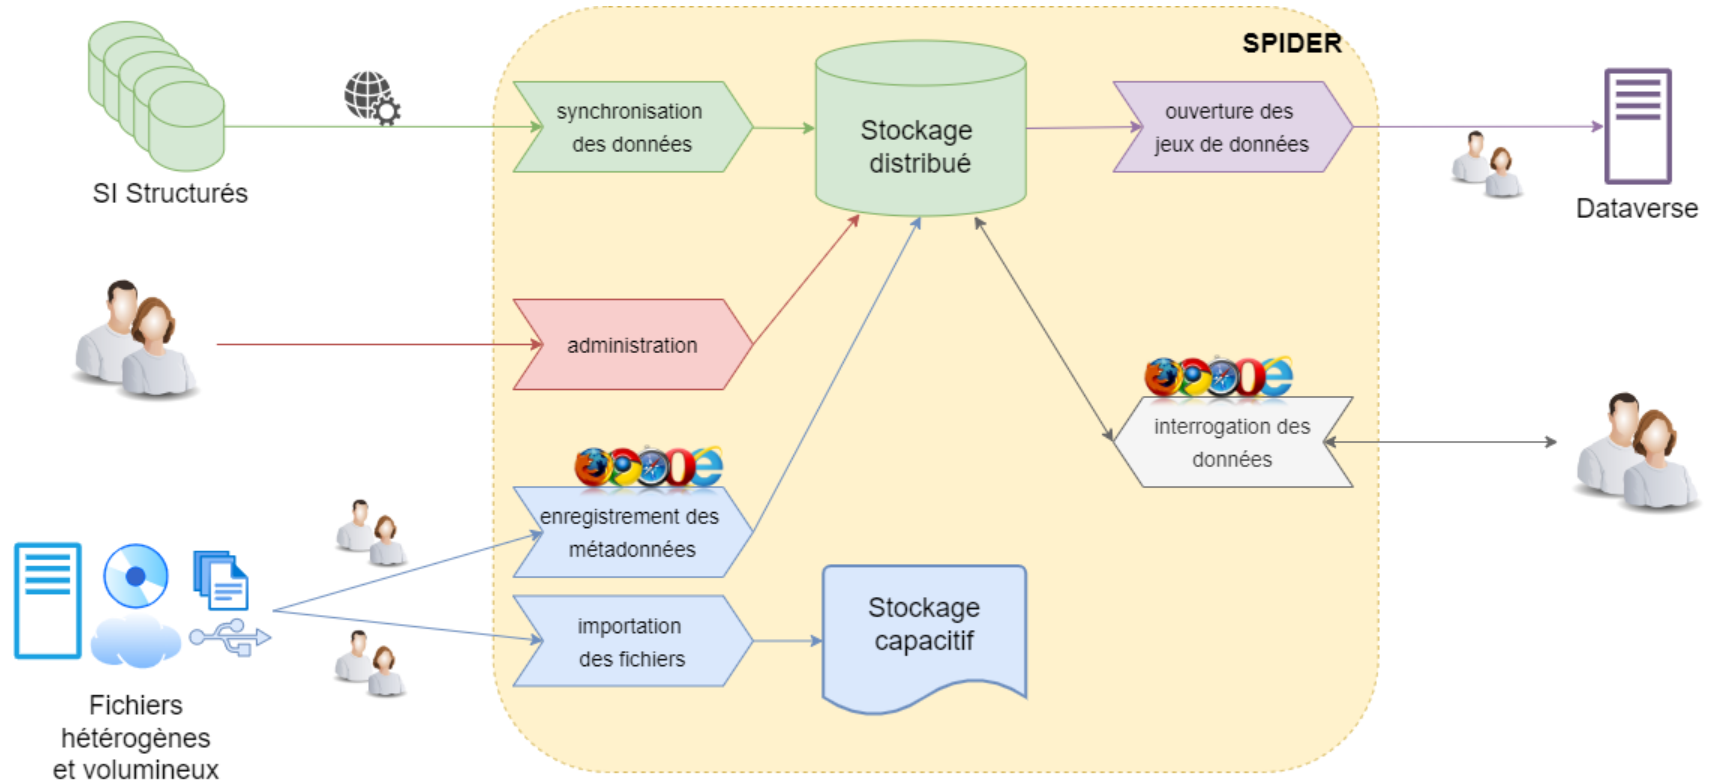 SPIDER
synchronisation
des données
Stockage
distribué
ouverture des
jeux de données
SI Structurés
Dataverse
administration
interrogation des
données
enregistrement des
métadonnées
importation
des fichiers
Stockage
capacitif
Fichiers
hétérogènes
et volumineux